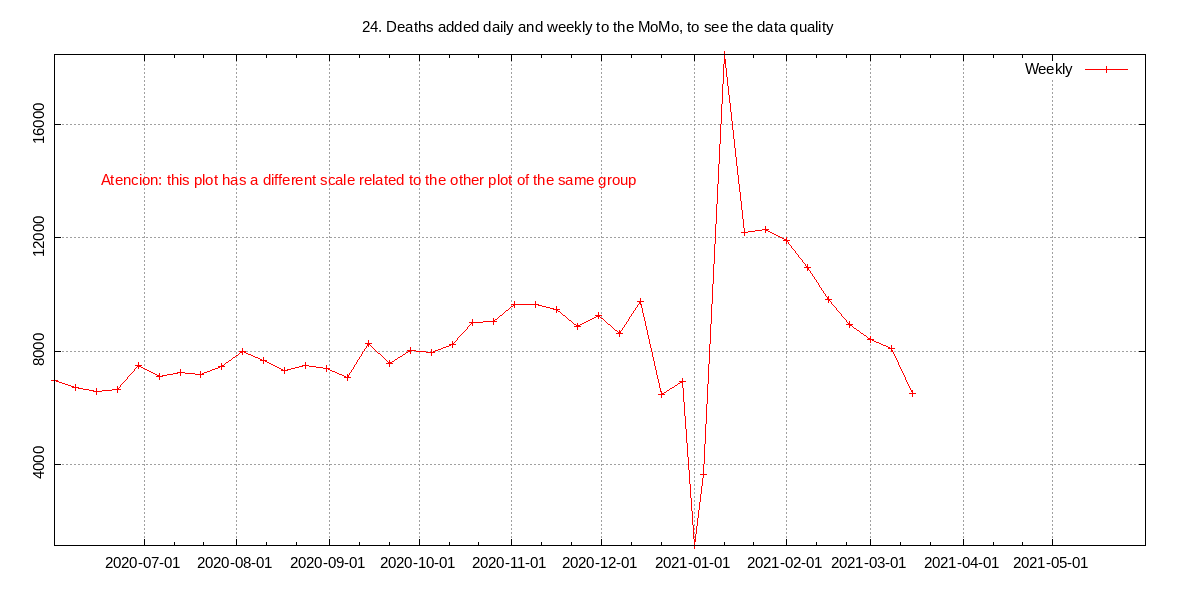 24. Deaths added daily and weekly to the MoMo, to see the data quality
Weekly
16000
Atencion: this plot has a different scale related to the other plot of the same group
12000
8000
4000
2020-07-01 2020-08-01 2020-09-01 2020-10-01 2020-11-01 2020-12-01 2021-01-01 2021-02-01 2021-03-01 2021-04-01 2021-05-01